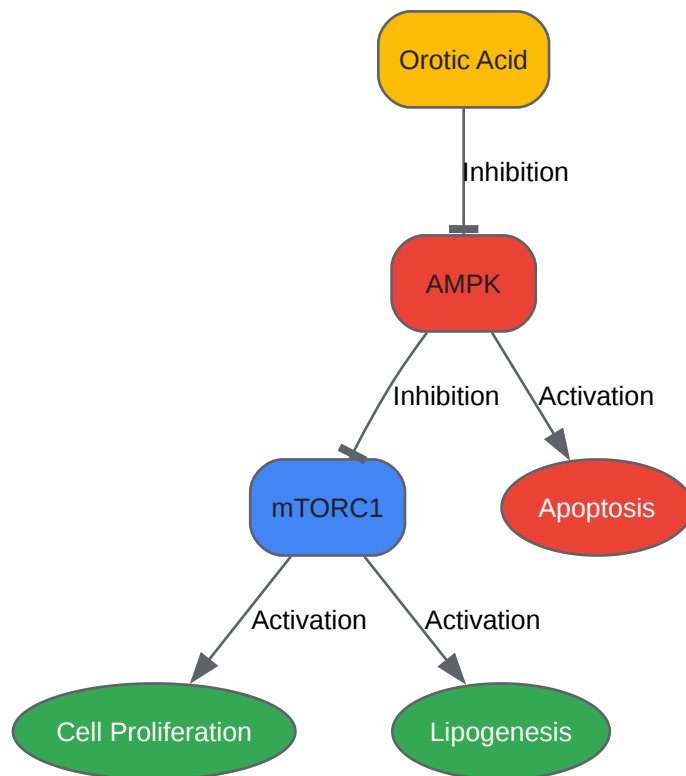 Orotic Acid
Inhibition
AMPK
Inhibition
Activation
mTORC1
Apoptosis
Activation
Activation
Cell Proliferation
Lipogenesis